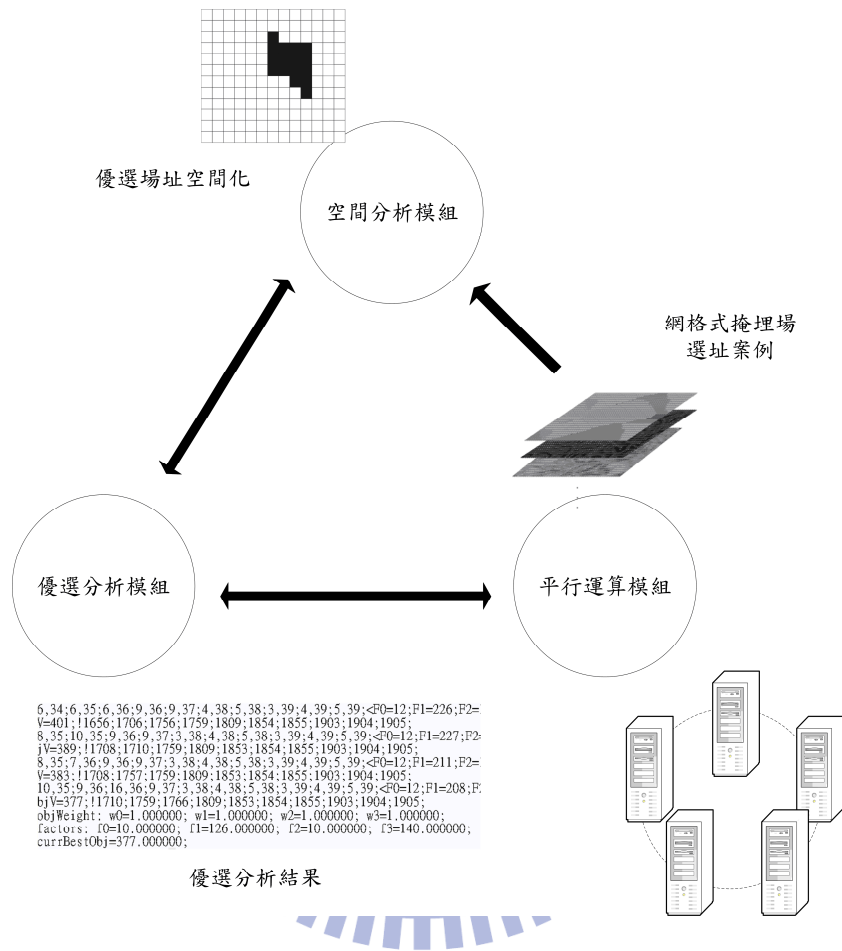 優選場址空間化
空間分析模組
網格式掩埋場
選址案例
優選分析模組
平行運算模組
6,34;6,35;6,36;9,36;9,37;4,38;5,38;3,39;4,39;5,39;<F0=12;F1=226;F2=
V=401;!1656;1706;1756;1759;1809;1854;1855;1903;1904;1905;
8,35;10,35;9,36;9,37;3,38;4,38;5,38;3,39;4,39;5,39;<F0=12;F1=227;F2=
jV=389;!1708;1710;1759;1809;1853;1854;1855;1903;1904;1905;
8,35;7,36;9,36;9,37;3,38;4,38;5,38;3,39;4,39;5,39;<F0=12;F1=211;F2=
V=383;!1708;1757;1759;1809;1853;1854;1855;1903;1904;1905;
10,35;9,36;16,36;9,37;3,38;4,38;5,38;3,39;4,39;5,39;<F0=12;F1=208;F2
bjV=377;!1710;1759;1766;1809;1853;1854;1855;1903;1904;1905;
objWeight: w0=1.000000; w1=1.000000; w2=1.000000; w3=1.000000;
factors: f0=10.000000; f1=126.000000; f2=10.000000; f3=140.000000;
currBestObj=377.000000;
優選分析結果